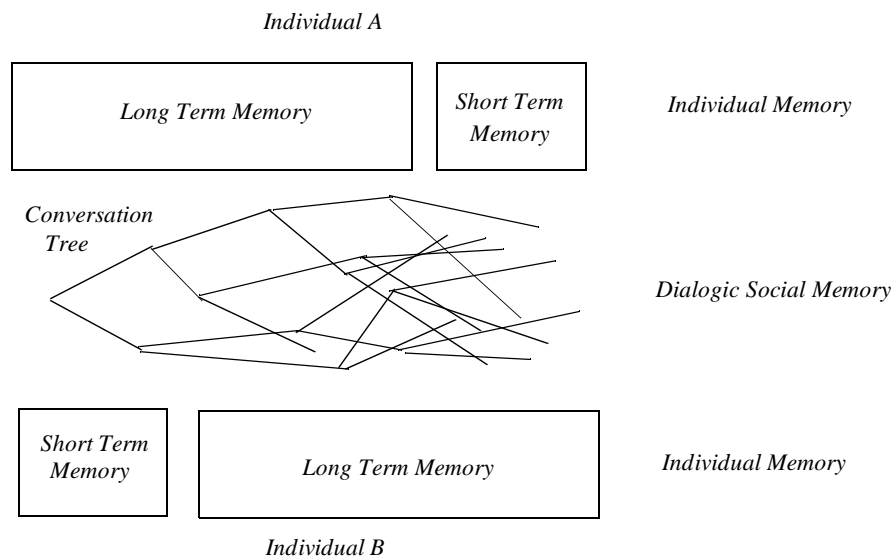 Individual A
Long Term Memory
Short Term
Memory
Individual Memory
Conversation
Tree
Dialogic Social Memory
Short Term
Memory
Long Term Memory
Individual Memory
Individual B